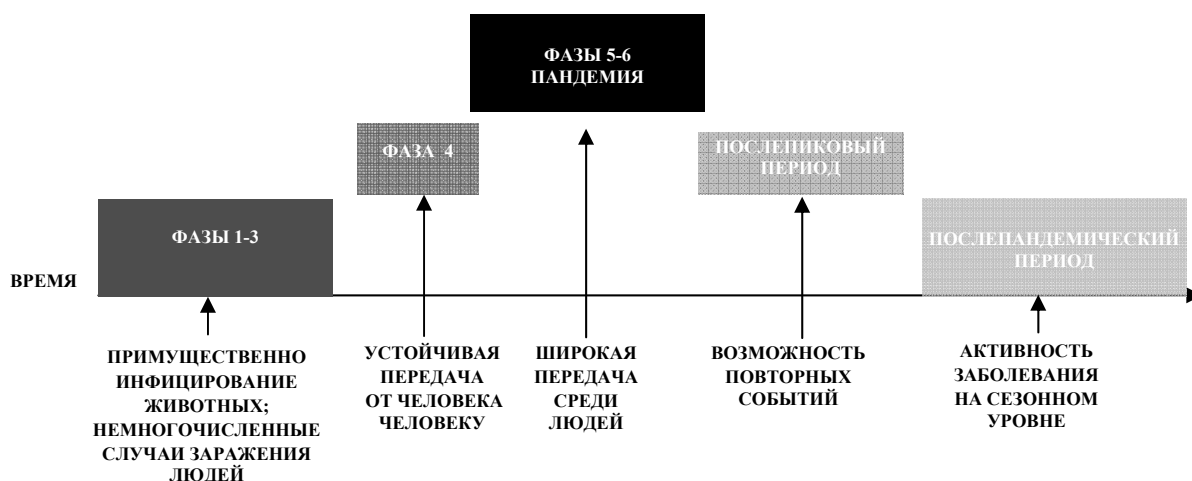 ФАЗЫ 5-6
ПАНДЕМИЯ
ФАЗА 4
ПОСЛЕПИКОВЫЙ
ПЕРИОД
ФАЗЫ 1-3
ПОСЛЕПАНДЕМИЧЕСКИЙ
ПЕРИОД
ВРЕМЯ
ПРИМУЩЕСТВЕННО
ИНФИЦИРОВАНИЕ
ЖИВОТНЫХ;
НЕМНОГОЧИСЛЕННЫЕ
СЛУЧАИ ЗАРАЖЕНИЯ
ЛЮДЕЙ
УСТОЙЧИВАЯ
ПЕРЕДАЧА
ОТ ЧЕЛОВЕКА
ЧЕЛОВЕКУ
ШИРОКАЯ
ПЕРЕДАЧА
СРЕДИ
ЛЮДЕЙ
ВОЗМОЖНОСТЬ
ПОВТОРНЫХ
СОБЫТИЙ
АКТИВНОСТЬ
ЗАБОЛЕВАНИЯ
НА СЕЗОННОМ
УРОВНЕ